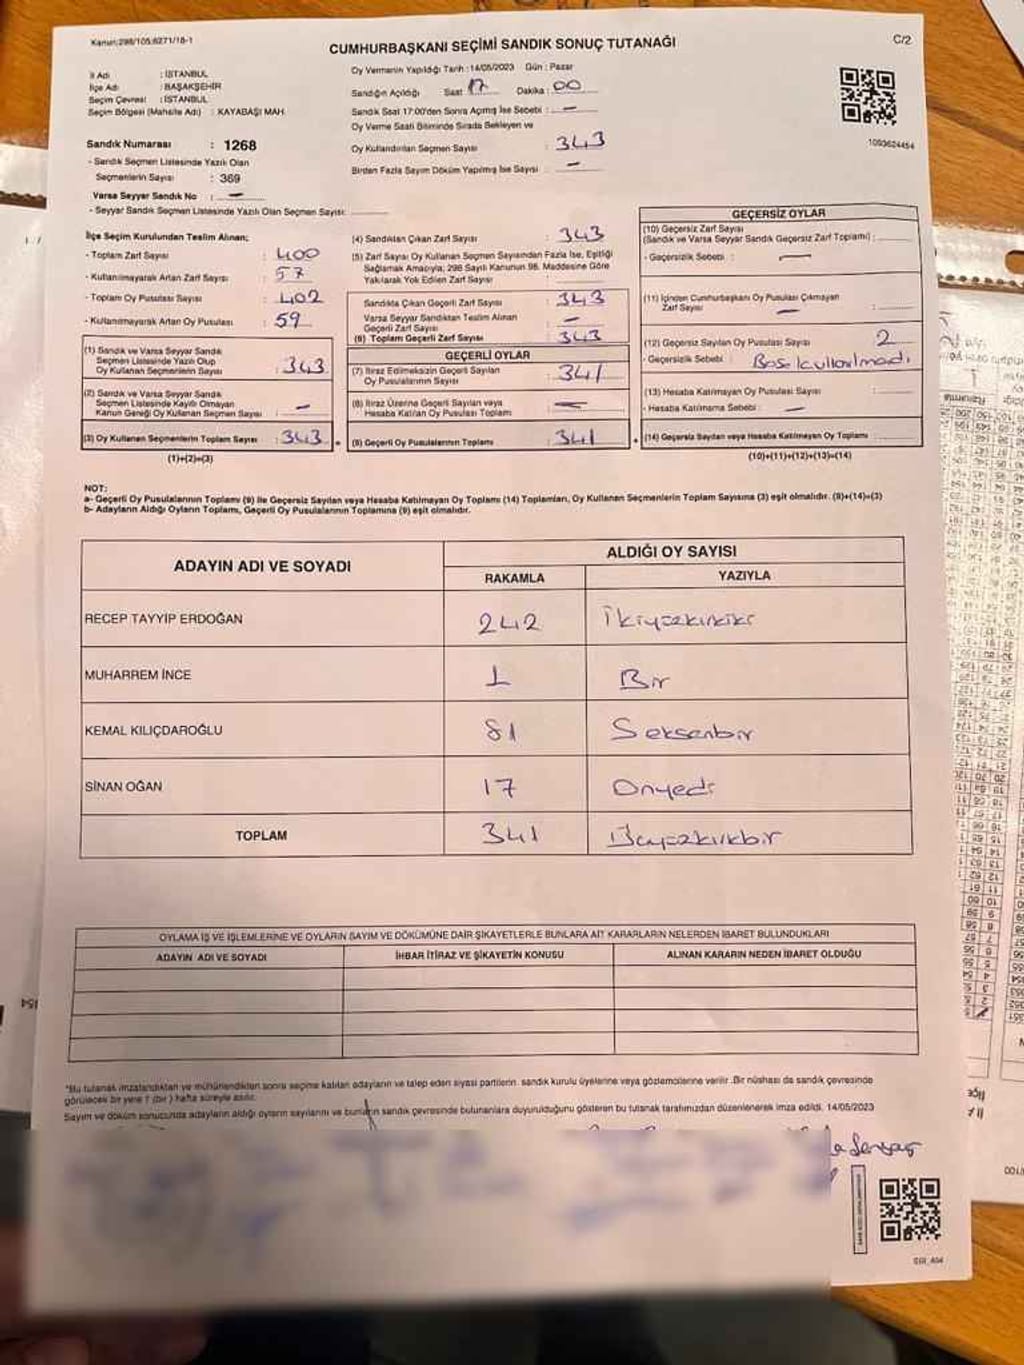 Kanun:298/105;6271/18-1
C/2
CUMHURBAŞKANI SEÇİMİ SANDIK SONUÇ TUTANAĞI
İl Adı : İSTANBUL
İlçe Adı : BAŞAKŞEHİR
Seçim Çevresi : İSTANBUL
Seçim Bölgesi (Mahalle Adı) : KAYABAŞI MAH.
Sandık Numarası : 1268
- Sandık Seçmen Listesinde Yazılı Olan
Seçmenlerin Sayısı : 369
Varsa Seyyar Sandık No : —
- Seyyar Sandık Seçmen Listesinde Yazılı Olan Seçmen Sayısı:
Oy Vermenin Yapıldığı Tarih : 14/05/2023 Gün : Pazar
Sandığın Açıldığı Saat 17 Dakika : 00
Sandık Saat 17:00'den Sonra Açılmış İse Sebebi : —
Oy Verme Saati Bitiminde Sırada Bekleyen ve
Oy Kullandırılan Seçmen Sayısı : 343
Birden Fazla Sayım Döküm Yapılmış İse Sayısı : —
1093624454
İlçe Seçim Kurulundan Teslim Alınan;
- Toplam Zarf Sayısı : 400
- Kullanılmayarak Artan Zarf Sayısı : 57
- Toplam Oy Pusulası Sayısı : 402
- Kullanılmayarak Artan Oy Pusulası : 59
(1) Sandık ve Varsa Seyyar Sandık
Seçmen Listesinde Yazılı Olup
Oy Kullanan Seçmenlerin Sayısı : 343
(2) Sandık ve Varsa Seyyar Sandık
Seçmen Listesinde Kayıtlı Olmayan
Kanun Gereği Oy Kullanan Seçmen Sayısı : —
(3) Oy Kullanan Seçmenlerin Toplam Sayısı : 343 =
(1)+(2)=(3)
(4) Sandıktan Çıkan Zarf Sayısı : 343
(5) Zarf Sayısı Oy Kullanan Seçmen Sayısından Fazla İse, Eşitliği
Sağlamak Amacıyla; 298 Sayılı Kanunun 98. Maddesine Göre
Yakılarak Yok Edilen Zarf Sayısı :
Sandıkta Çıkan Geçerli Zarf Sayısı : 343
Varsa Seyyar Sandıktan Teslim Alınan
Geçerli Zarf Sayısı : —
(6) Toplam Geçerli Zarf Sayısı : 343
GEÇERLİ OYLAR
(7) İtiraz Edilmeksizin Geçerli Sayılan
Oy Pusulalarının Sayısı : 341
(8) İtiraz Üzerine Geçerli Sayılan veya
Hesaba Katılan Oy Pusulası Toplamı : —
(9) Geçerli Oy Pusulalarının Toplamı : 341 +
GEÇERSİZ OYLAR
(10) Geçersiz Zarf Sayısı
(Sandık ve Varsa Seyyar Sandık Geçersiz Zarf Toplamı) :
- Geçersizlik Sebebi : —
(11) İçinden Cumhurbaşkanı Oy Pusulası Çıkmayan
Zarf Sayısı : —
(12) Geçersiz Sayılan Oy Pusulası Sayısı : 2
- Geçersizlik Sebebi : Boş kullanılmadı
(13) Hesaba Katılmayan Oy Pusulası Sayısı :
- Hesaba Katılmama Sebebi : —
(14) Geçersiz Sayılan veya Hesaba Katılmayan Oy Toplamı :
(10)+(11)+(12)+(13)=(14)
NOT:
a- Geçerli Oy Pusulalarının Toplamı (9) ile Geçersiz Sayılan veya Hesaba Katılmayan Oy Toplamı (14) Toplamları, Oy Kullanan Seçmenlerin Toplam Sayısına (3) eşit olmalıdır. (9)+(14)=(3)
b- Adayların Aldığı Oyların Toplamı, Geçerli Oy Pusulalarının Toplamına (9) eşit olmalıdır.
ADAYIN ADI VE SOYADI
ALDIĞI OY SAYISI
RAKAMLA YAZIYLA
RECEP TAYYİP ERDOĞAN 242 İkiyüzkırkiki
MUHARREM İNCE 1 Bir
KEMAL KILIÇDAROĞLU 81 Seksenbir
SİNAN OĞAN 17 Onyedi
TOPLAM 341 Üçyüzkırkbir
OYLAMA İŞ VE İŞLEMLERİNE VE OYLARIN SAYIM VE DÖKÜMÜNE DAİR ŞİKAYETLERLE BUNLARA AİT KARARLARIN NELERDEN İBARET BULUNDUKLARI
ADAYIN ADI VE SOYADI İHBAR İTİRAZ VE ŞİKAYETİN KONUSU ALINAN KARARIN NEDEN İBARET OLDUĞU
*Bu tutanak imzalandıktan ve mühürlendikten sonra seçime katılan adayların ve talep eden siyasi partilerin, sandık kurulu üyelerine veya gözlemcilerine verilir. Bir nüshası da sandık çevresinde
görülecek bir yere 1 (bir) hafta süreyle asılır.
Sayım ve döküm sonucunda adayların aldığı oyların sayılarını ve bunların sandık çevresinde bulunanlara duyurulduğunu gösteren bu tutanak tarafımızdan düzenlenerek imza edildi. 14/05/2023